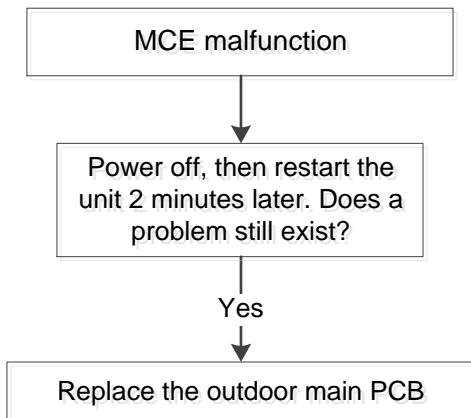 MCE malfunction
Power off, then restart the
unit 2 minutes later. Does a
problem still exist?
Yes
Replace the outdoor main PCB